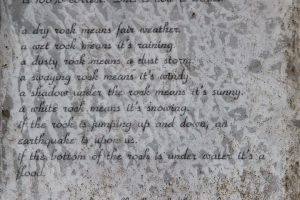 a dry rock means fair weather.
a wet rock means it's raining.
a dusty rock means a dust storm.
a swaying rock means it's windy.
a shadow under the rock means it's sunny.
a white rock means it's snowing.
if the rock is jumping up and down, an
earthquake is upon us.
if the bottom of the rock is under water it's a
flood.